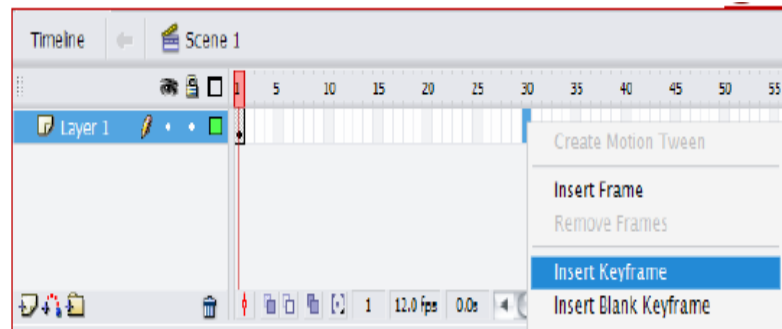 Timeline Scene 1
1 5 10 15 20 25 30 35 40 45 50 55
Layer 1
Create Motion Tween
Insert Frame
Remove Frames
Insert Keyframe
Insert Blank Keyframe
1 12.0 fps 0.0s